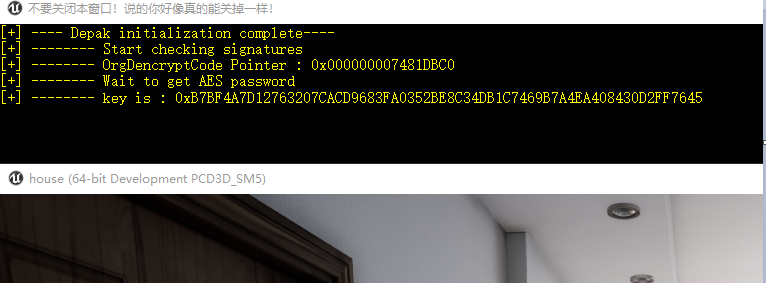 不要关闭本窗口！说的你好像真的能关掉一样！
[+] ---- Depak initialization complete----
[+] -------- Start checking signatures
[+] -------- OrgDencryptCode Pointer : 0x000000007481DBC0
[+] -------- Wait to get AES password
[+] -------- key is : 0xB7BF4A7D12763207CACD9683FA0352BE8C34DB1C7469B7A4EA408430D2FF7645
house (64-bit Development PCD3D_SM5)